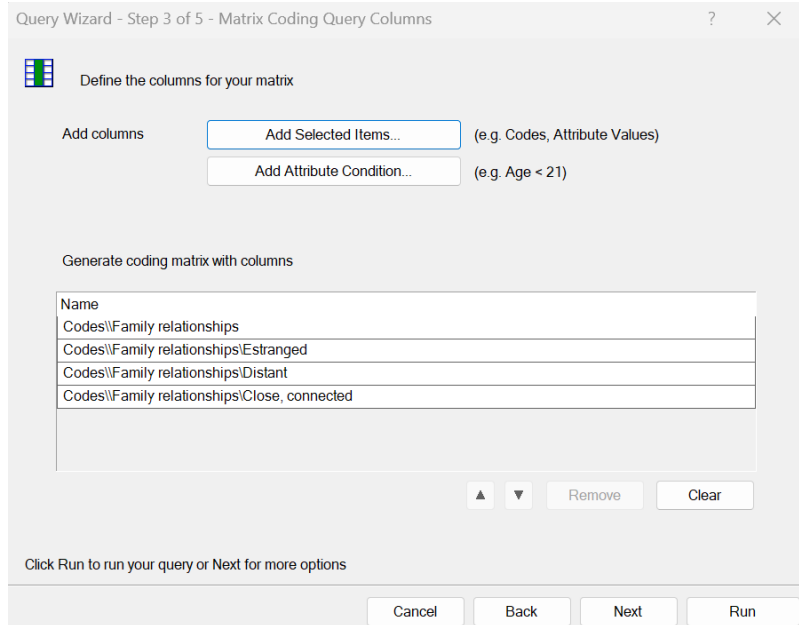 Query Wizard - Step 3 of 5 - Matrix Coding Query Columns ?
Define the columns for your matrix
Add columns Add Selected Items... (e.g. Codes, Attribute Values)
Add Attribute Condition... (e.g. Age < 21)
Generate coding matrix with columns
Name
Codes\\Family relationships
Codes\\Family relationships\Estranged
Codes\\Family relationships\Distant
Codes\\Family relationships\Close, connected
Remove Clear
Click Run to run your query or Next for more options
Cancel Back Next Run